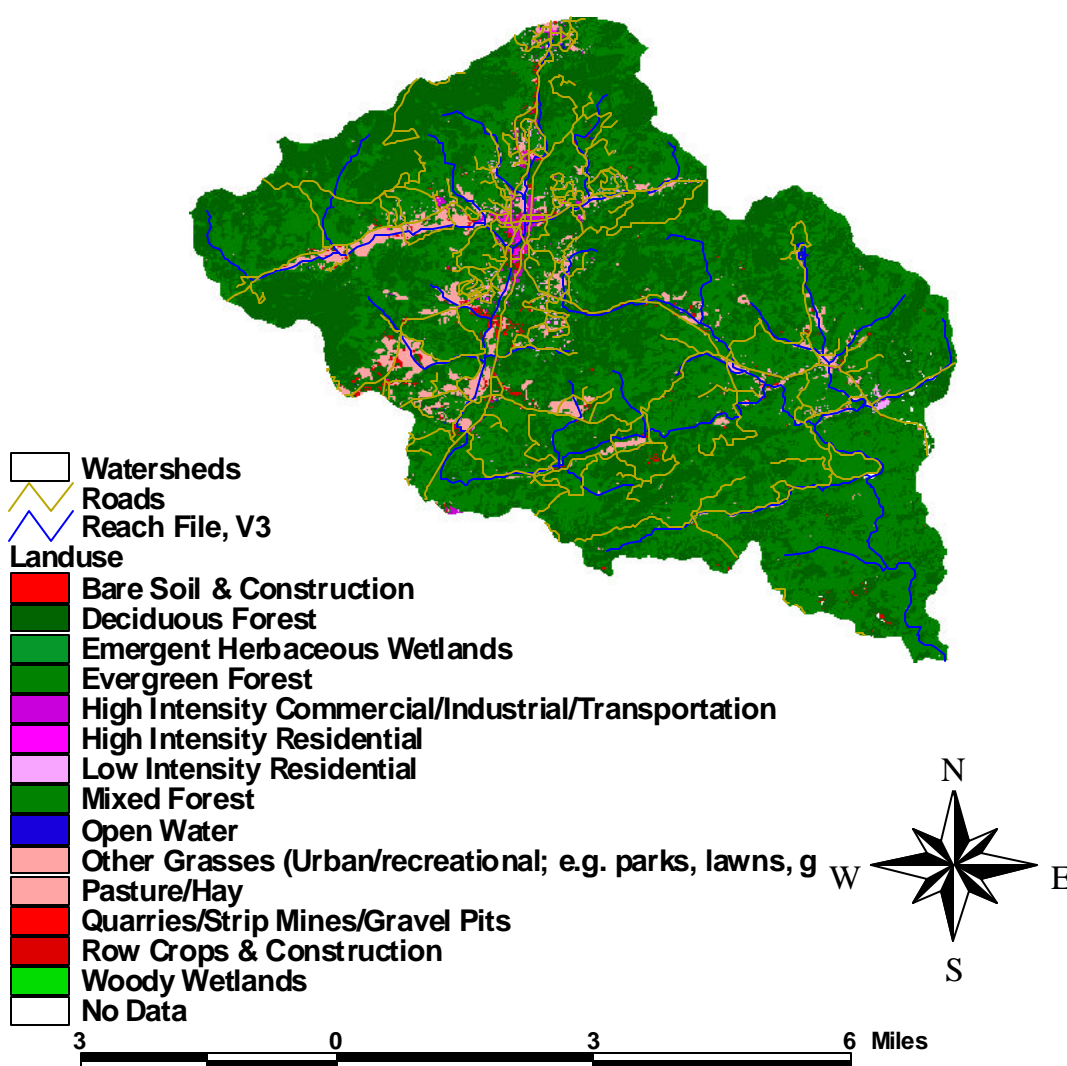 Watersheds
Roads
Reach File, V3
Landuse
Bare Soil & Construction
Deciduous Forest
Emergent Herbaceous Wetlands
Evergreen Forest
High Intensity Commercial/Industrial/Transportation
High Intensity Residential
Low Intensity Residential
Mixed Forest
Open Water
Other Grasses (Urban/recreational; e.g. parks, lawns, g
Pasture/Hay
Quarries/Strip Mines/Gravel Pits
Row Crops & Construction
Woody Wetlands
No Data
N
W E
S
3 0 3 6 Miles